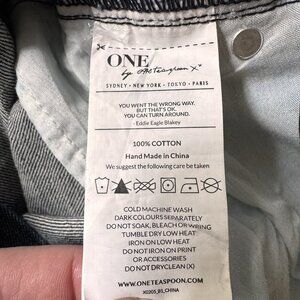 ONE
by oneteaspoon x
SYDNEY • NEW YORK • TOKYO • PARIS
YOU WENT THE WRONG WAY.
BUT THAT'S OK.
YOU CAN TURN AROUND.
- Eddie Eagle Blakey
100% COTTON
Hand Made in China
We suggest the following care be taken
COLD MACHINE WASH
DARK COLOURS SEPARATELY
DO NOT SOAK, BLEACH OR WRING
TUMBLE DRY LOW HEAT
IRON ON LOW HEAT
DO NOT IRON ON PRINT
OR ACCESSORIES
DO NOT DRYCLEAN (X)
WWW.ONETEASPOON.COM